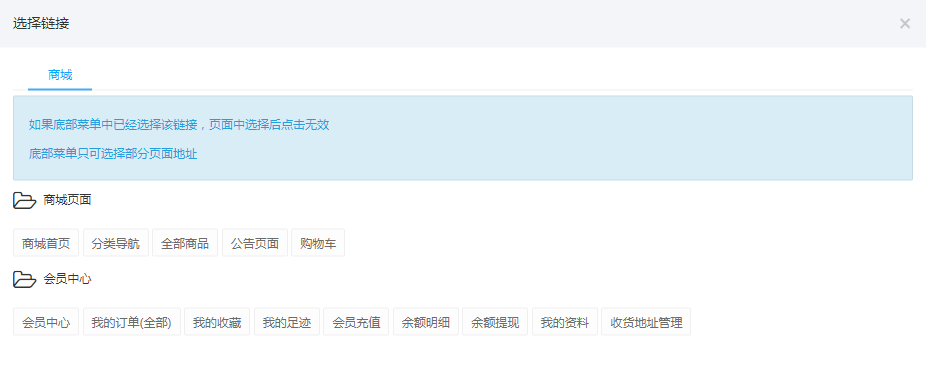 选择链接
商城
如果底部菜单中已经选择该链接，页面中选择后点击无效
底部菜单只可选择部分页面地址
商城页面
商城首页 分类导航 全部商品 公告页面 购物车
会员中心
会员中心 我的订单(全部) 我的收藏 我的足迹 会员充值 余额明细 余额提现 我的资料 收货地址管理